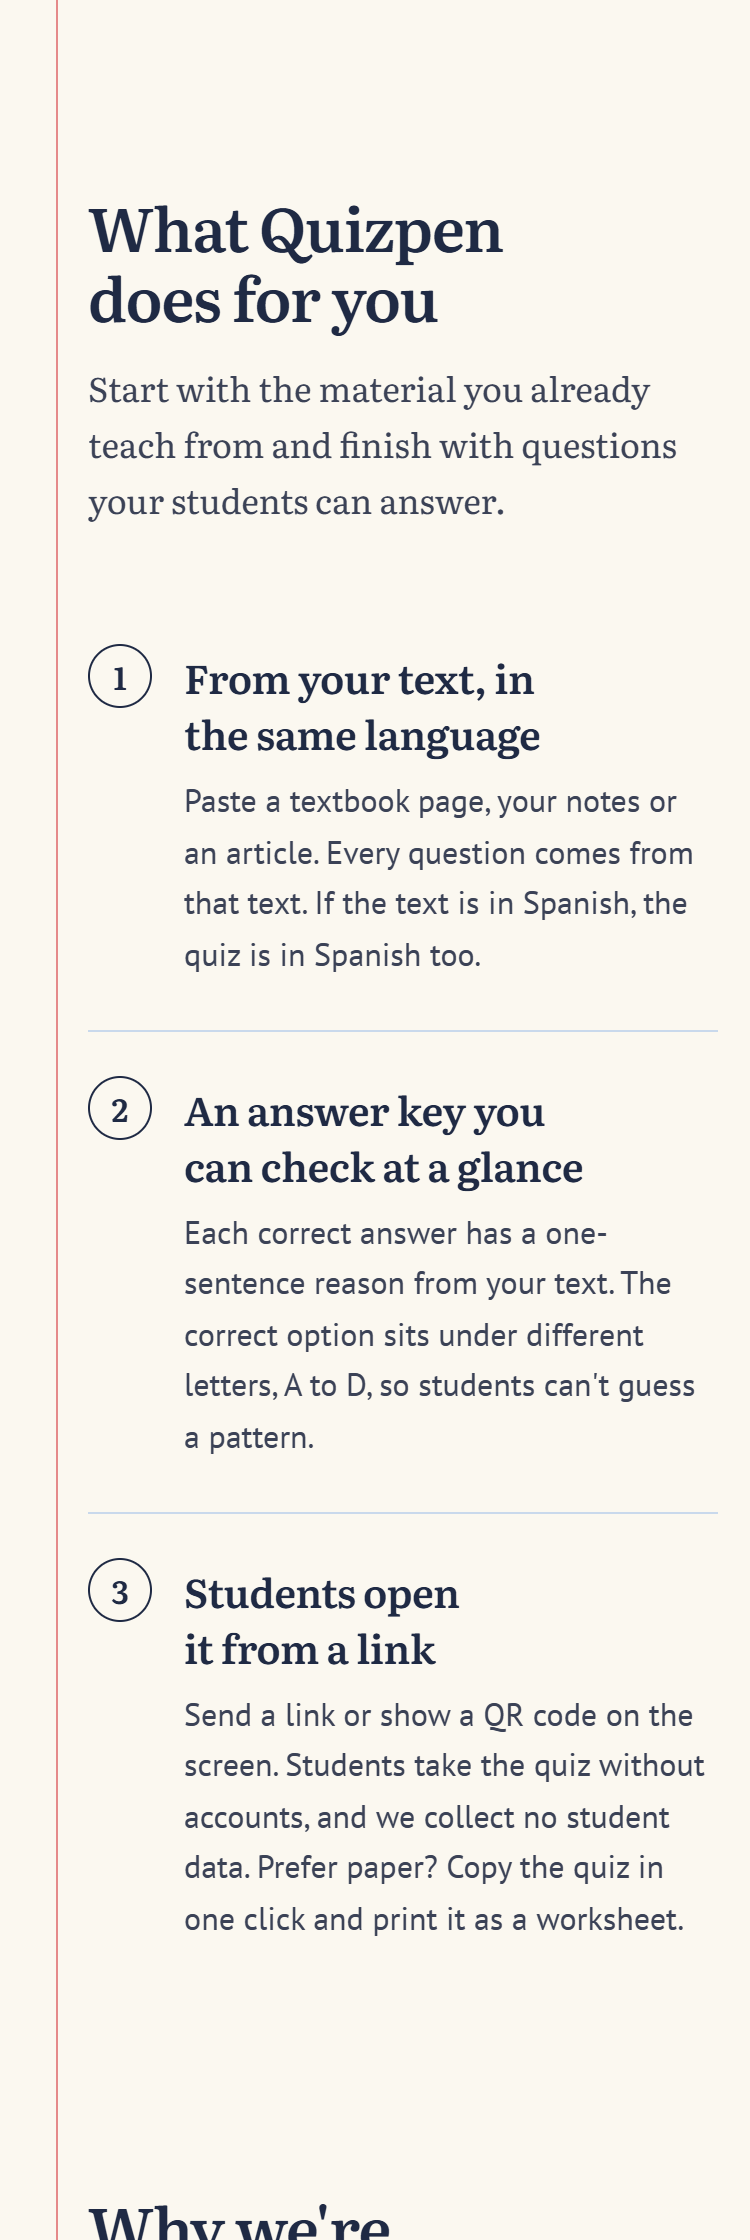 What Quizpen
does for you
Start with the material you already
teach from and finish with questions
your students can answer.
1
From your text, in
the same language
Paste a textbook page, your notes or
an article. Every question comes from
that text. If the text is in Spanish, the
quiz is in Spanish too.
2
An answer key you
can check at a glance
Each correct answer has a one-
sentence reason from your text. The
correct option sits under different
letters, A to D, so students can't guess
a pattern.
3
Students open
it from a link
Send a link or show a QR code on the
screen. Students take the quiz without
accounts, and we collect no student
data. Prefer paper? Copy the quiz in
one click and print it as a worksheet.
Why we're